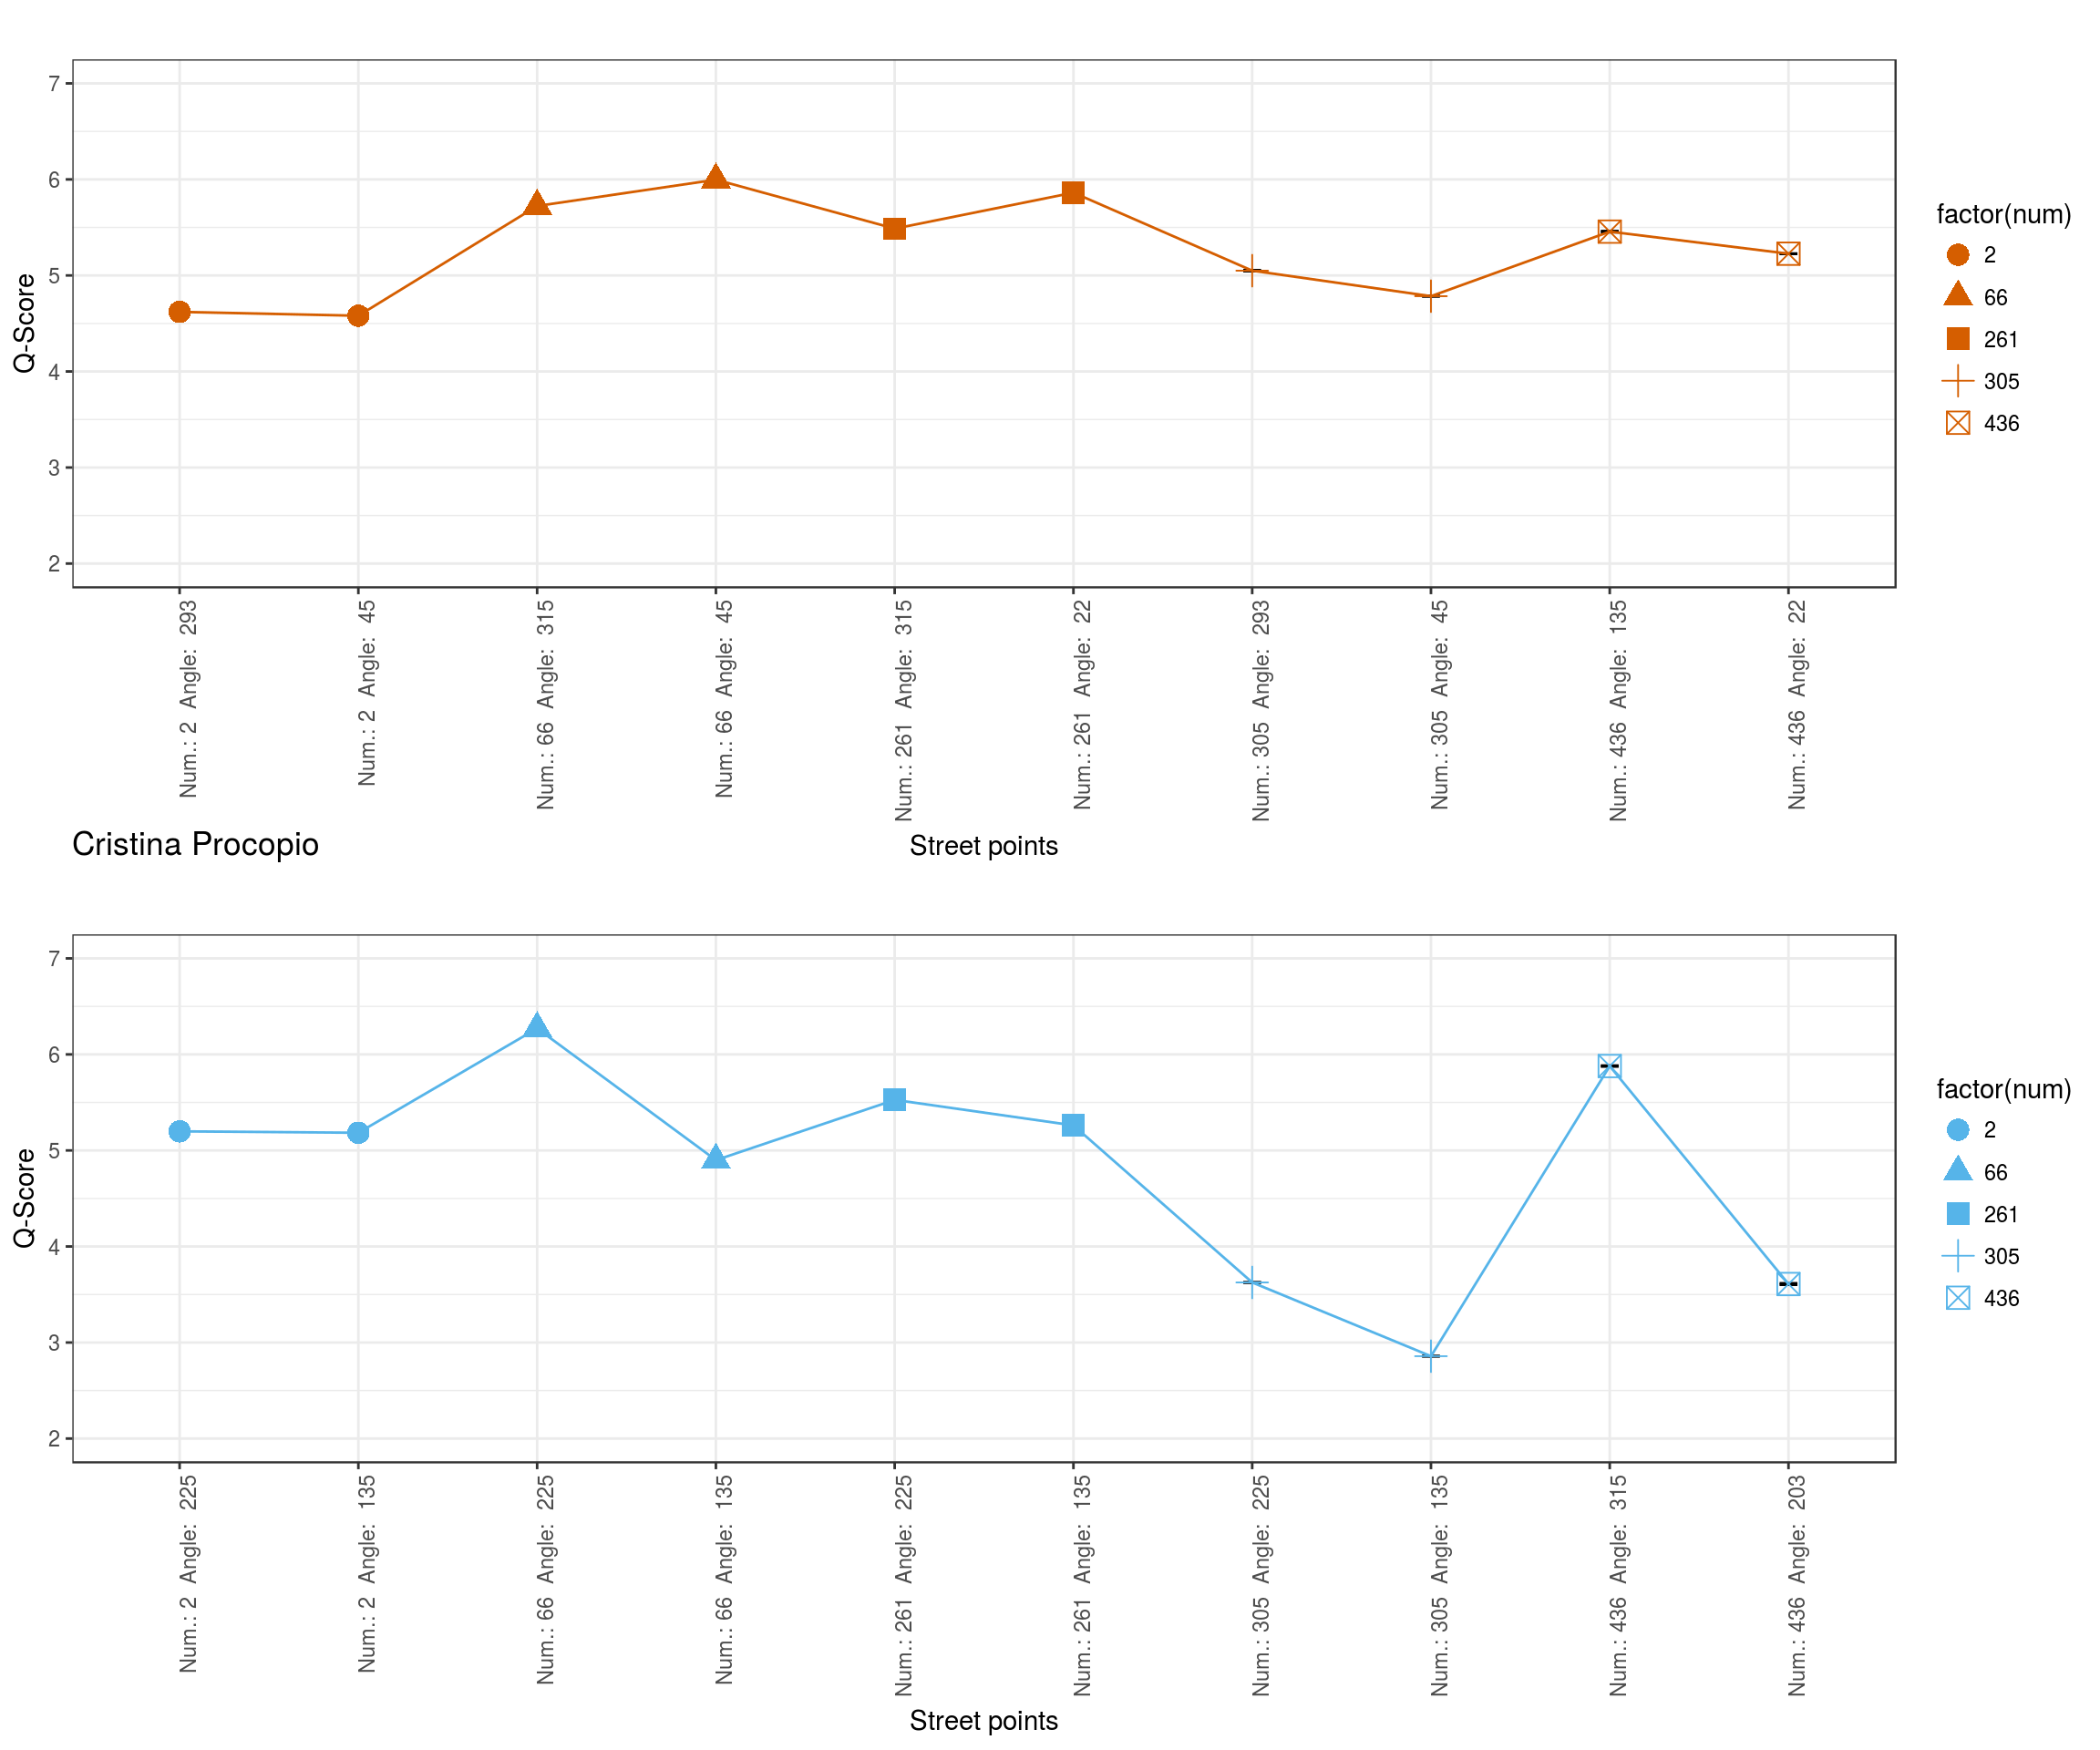 7
6
5
4
3
2
Q-Score
Num.: 2 Angle: 293
Num.: 2 Angle: 45
Num.: 66 Angle: 315
Num.: 66 Angle: 45
Num.: 261 Angle: 315
Num.: 261 Angle: 22
Num.: 305 Angle: 293
Num.: 305 Angle: 45
Num.: 436 Angle: 135
Num.: 436 Angle: 22
Street points
factor(num)
2
66
261
305
436
Cristina Procopio
7
6
5
4
3
2
Q-Score
Num.: 2 Angle: 225
Num.: 2 Angle: 135
Num.: 66 Angle: 225
Num.: 66 Angle: 135
Num.: 261 Angle: 225
Num.: 261 Angle: 135
Num.: 305 Angle: 225
Num.: 305 Angle: 135
Num.: 436 Angle: 315
Num.: 436 Angle: 203
Street points
factor(num)
2
66
261
305
436